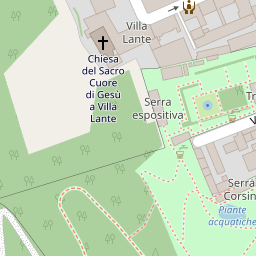 Villa
Lante
Chiesa
del Sacro
Cuore
di Gesù
a Villa
Lante
Serra
espositiva
Serra
Corsin
Piante
acquatiche